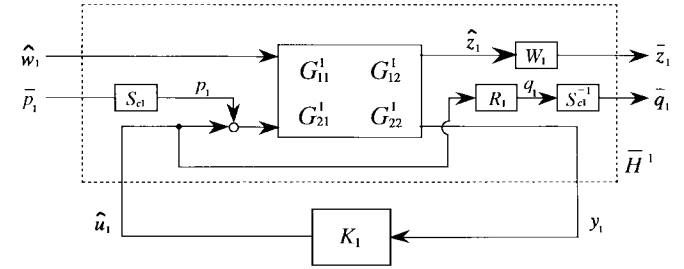 ẑ₁
ŵ₁
W₁
z̄₁
G¹₁₁ G¹₁₂
p̄₁
S_c1
p₁
R₁
q₁
S_c1⁻¹
q̄₁
G¹₂₁ G¹₂₂
H̄¹
û₁
K₁
y₁